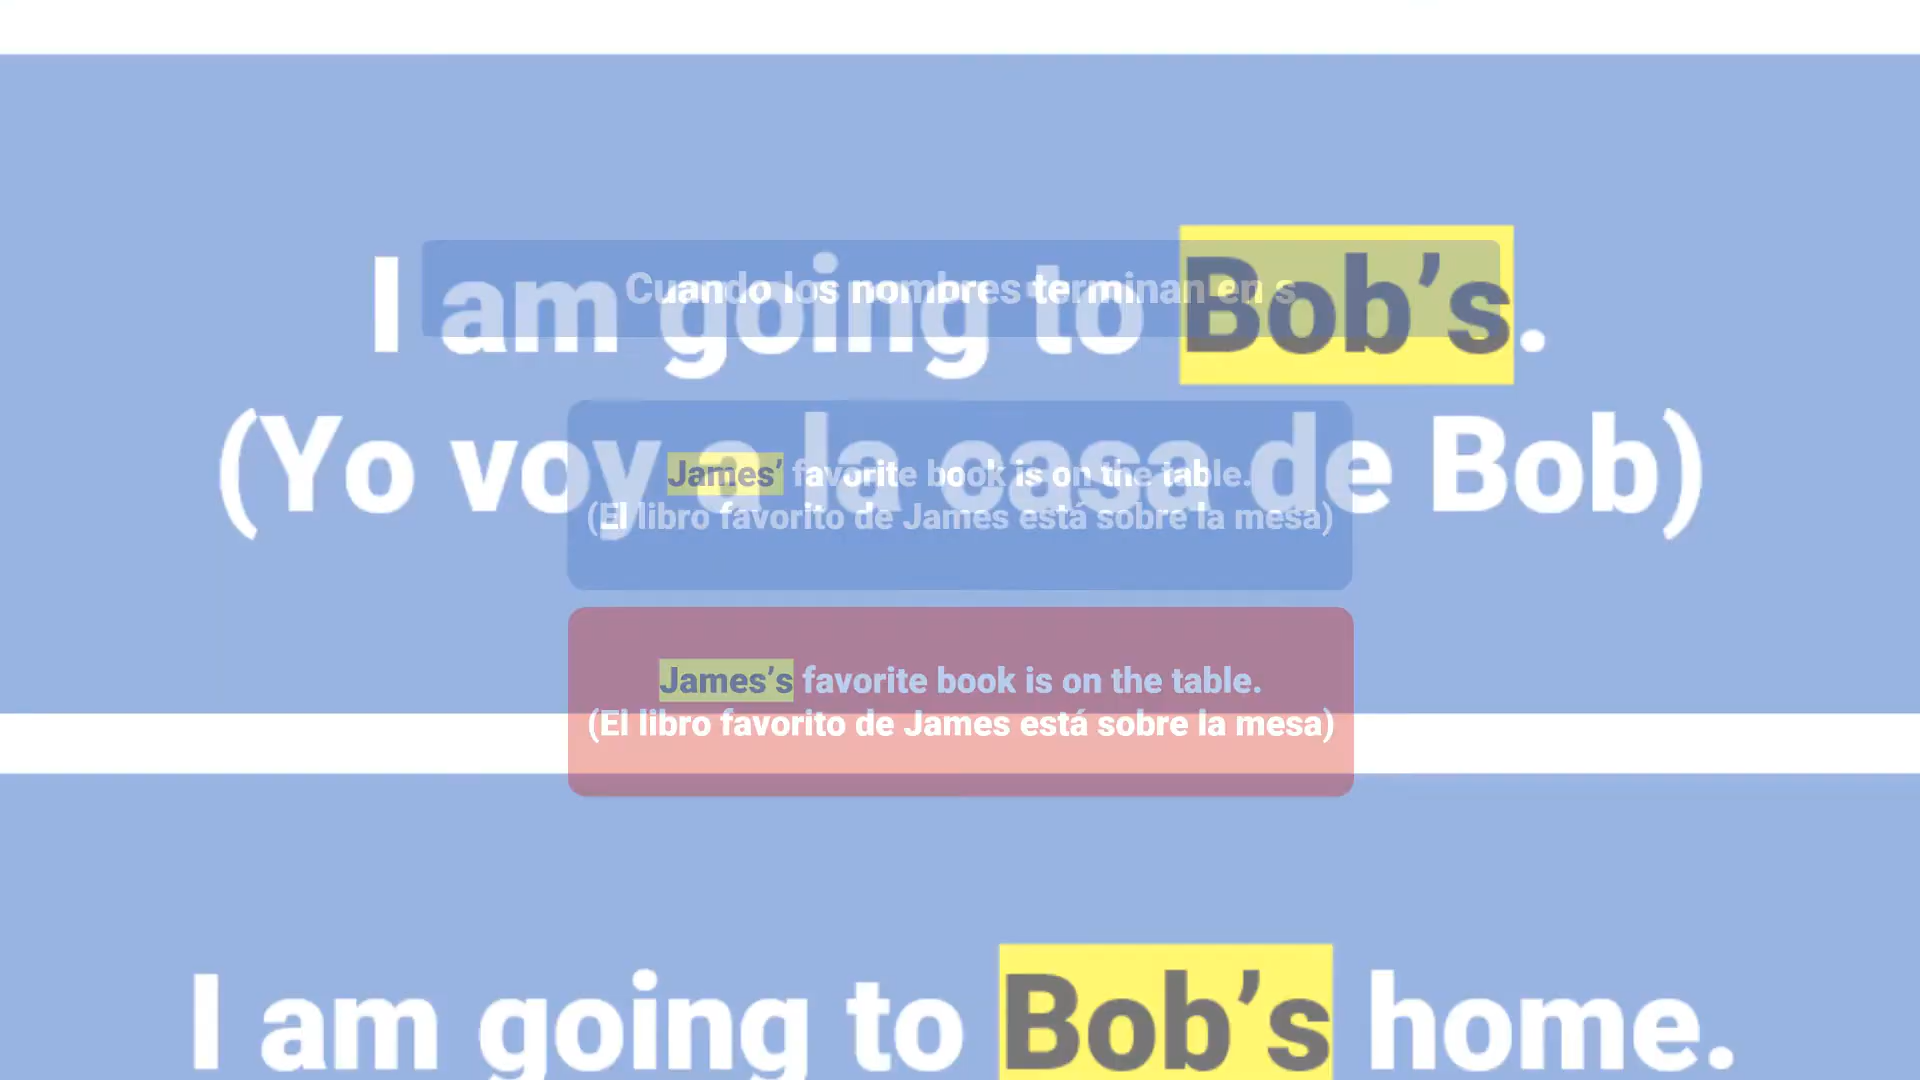 I am going to Bob’s.
(Yo voy a la casa de Bob)
I am going to Bob’s home.
Cuando los nombres terminan en s
James’ favorite book is on the table.
(El libro favorito de James está sobre la mesa)
James’s favorite book is on the table.
(El libro favorito de James está sobre la mesa)